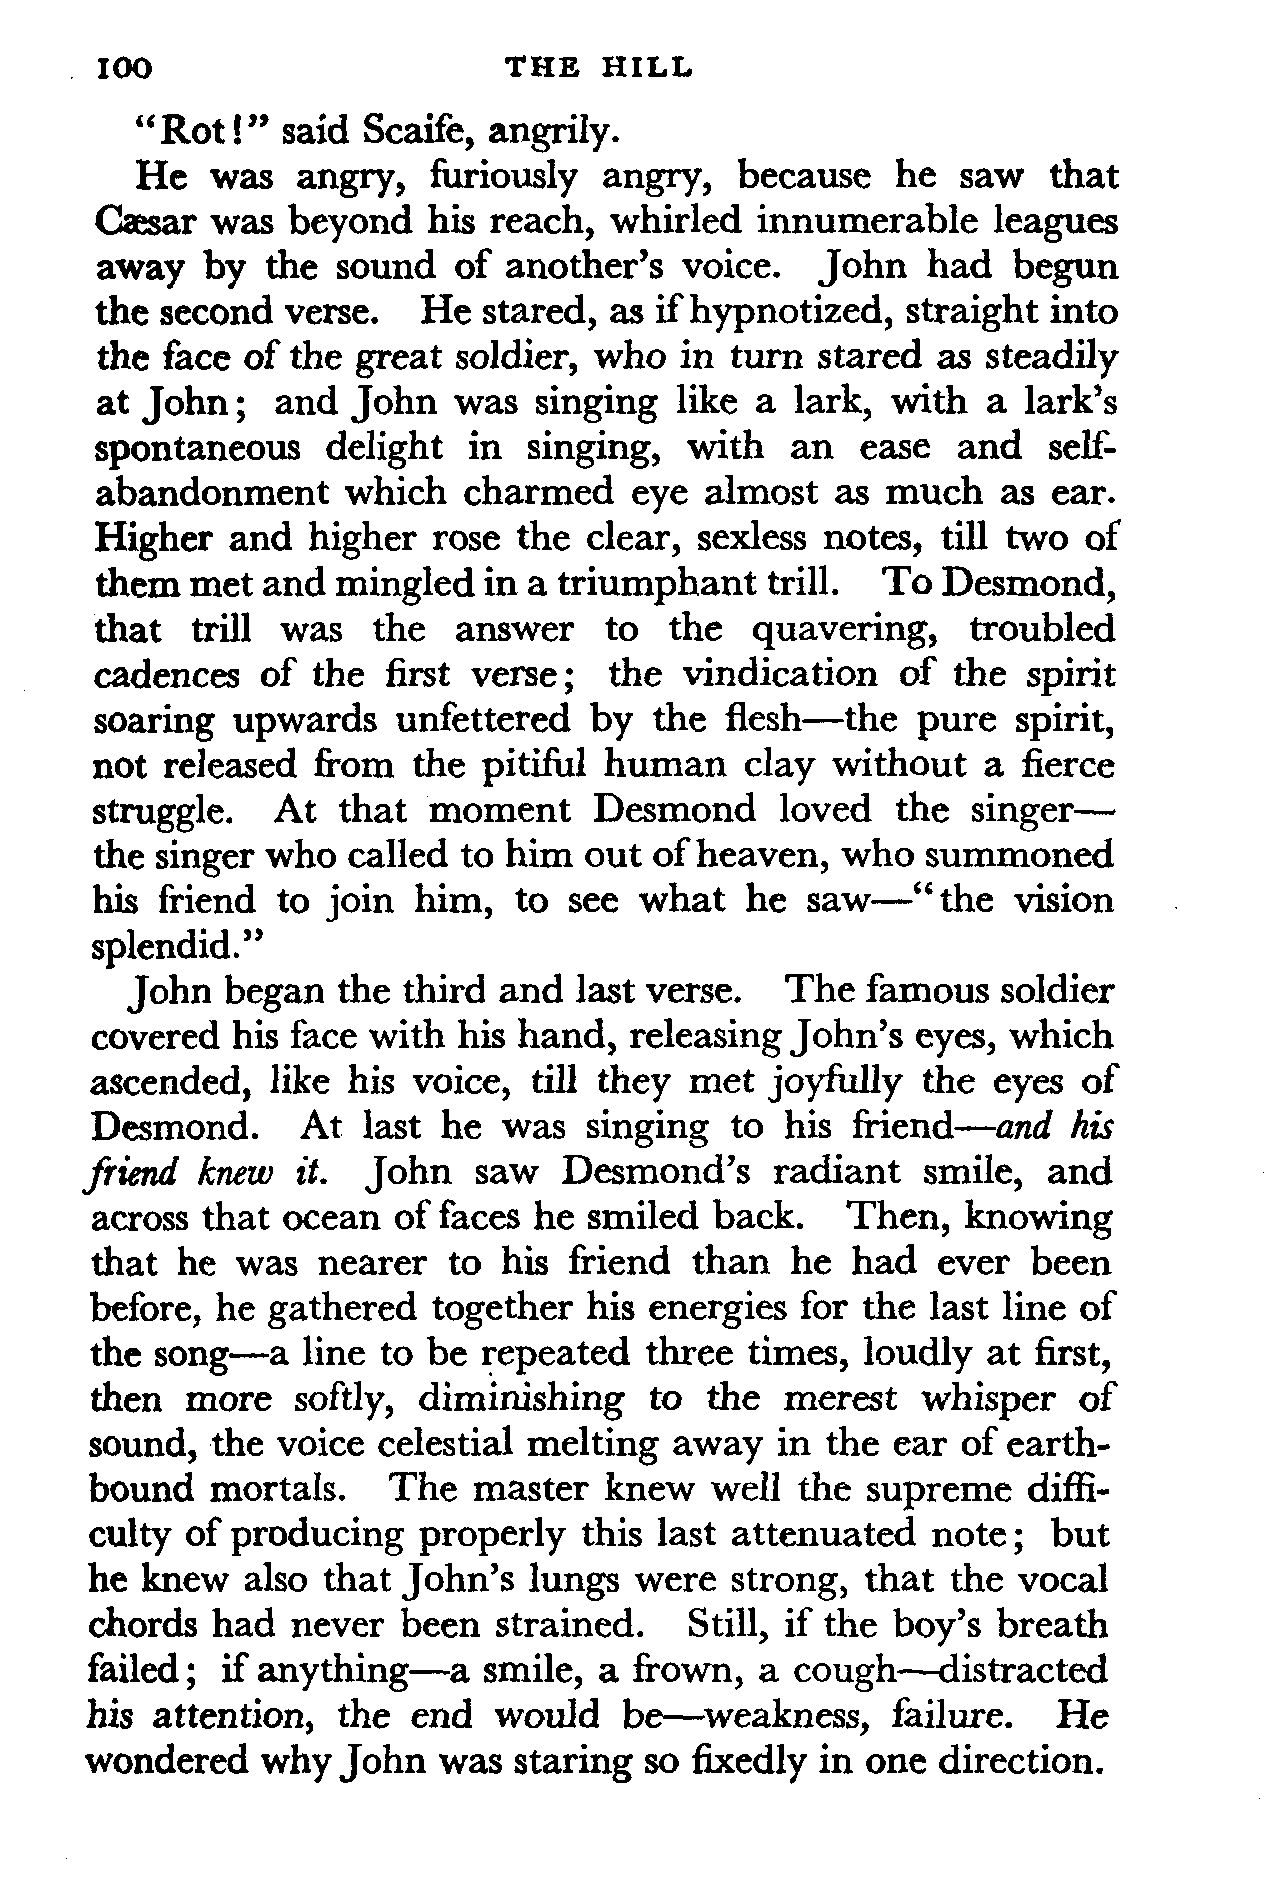 100 THE HILL
“Rot!” said Scaife, angrily.
He was angry, furiously angry, because he saw that
Cæsar was beyond his reach, whirled innumerable leagues
away by the sound of another’s voice. John had begun
the second verse. He stared, as if hypnotized, straight into
the face of the great soldier, who in turn stared as steadily
at John; and John was singing like a lark, with a lark’s
spontaneous delight in singing, with an ease and self-
abandonment which charmed eye almost as much as ear.
Higher and higher rose the clear, sexless notes, till two of
them met and mingled in a triumphant trill. To Desmond,
that trill was the answer to the quavering, troubled
cadences of the first verse; the vindication of the spirit
soaring upwards unfettered by the flesh—the pure spirit,
not released from the pitiful human clay without a fierce
struggle. At that moment Desmond loved the singer—
the singer who called to him out of heaven, who summoned
his friend to join him, to see what he saw—“the vision
splendid.”
John began the third and last verse. The famous soldier
covered his face with his hand, releasing John’s eyes, which
ascended, like his voice, till they met joyfully the eyes of
Desmond. At last he was singing to his friend—and his
friend knew it. John saw Desmond’s radiant smile, and
across that ocean of faces he smiled back. Then, knowing
that he was nearer to his friend than he had ever been
before, he gathered together his energies for the last line of
the song—a line to be repeated three times, loudly at first,
then more softly, diminishing to the merest whisper of
sound, the voice celestial melting away in the ear of earth-
bound mortals. The master knew well the supreme diffi-
culty of producing properly this last attenuated note; but
he knew also that John’s lungs were strong, that the vocal
chords had never been strained. Still, if the boy’s breath
failed; if anything—a smile, a frown, a cough—distracted
his attention, the end would be—weakness, failure. He
wondered why John was staring so fixedly in one direction.